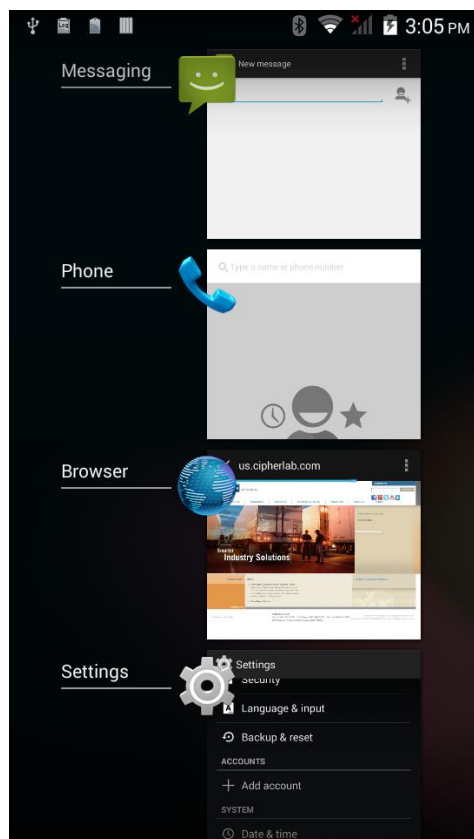 3:05 PM
Messaging
New message
Phone
Type a name or phone number
Browser
us.cipherlab.com
Smarter
Industry Solutions
Settings
Settings
Security
Language & input
Backup & reset
ACCOUNTS
Add account
SYSTEM
Date & time